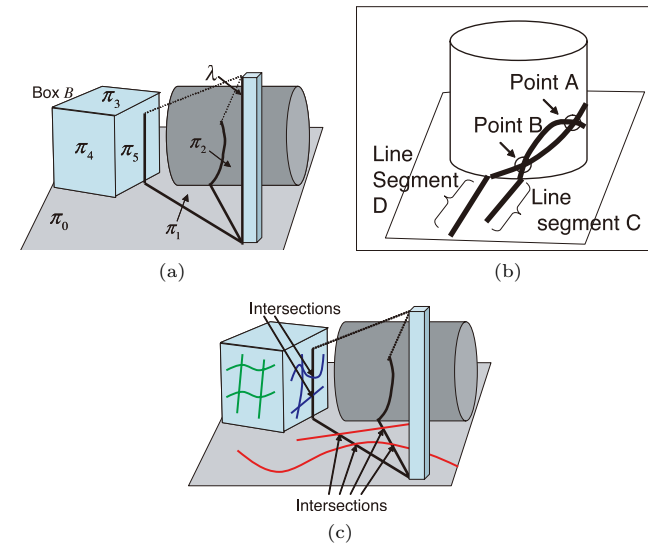 λ
Box B
π3
π4
π5
π2
π1
π0
(a)
Point A
Point B
Line
Segment
D
Line
segment C
(b)
Intersections
Intersections
(c)